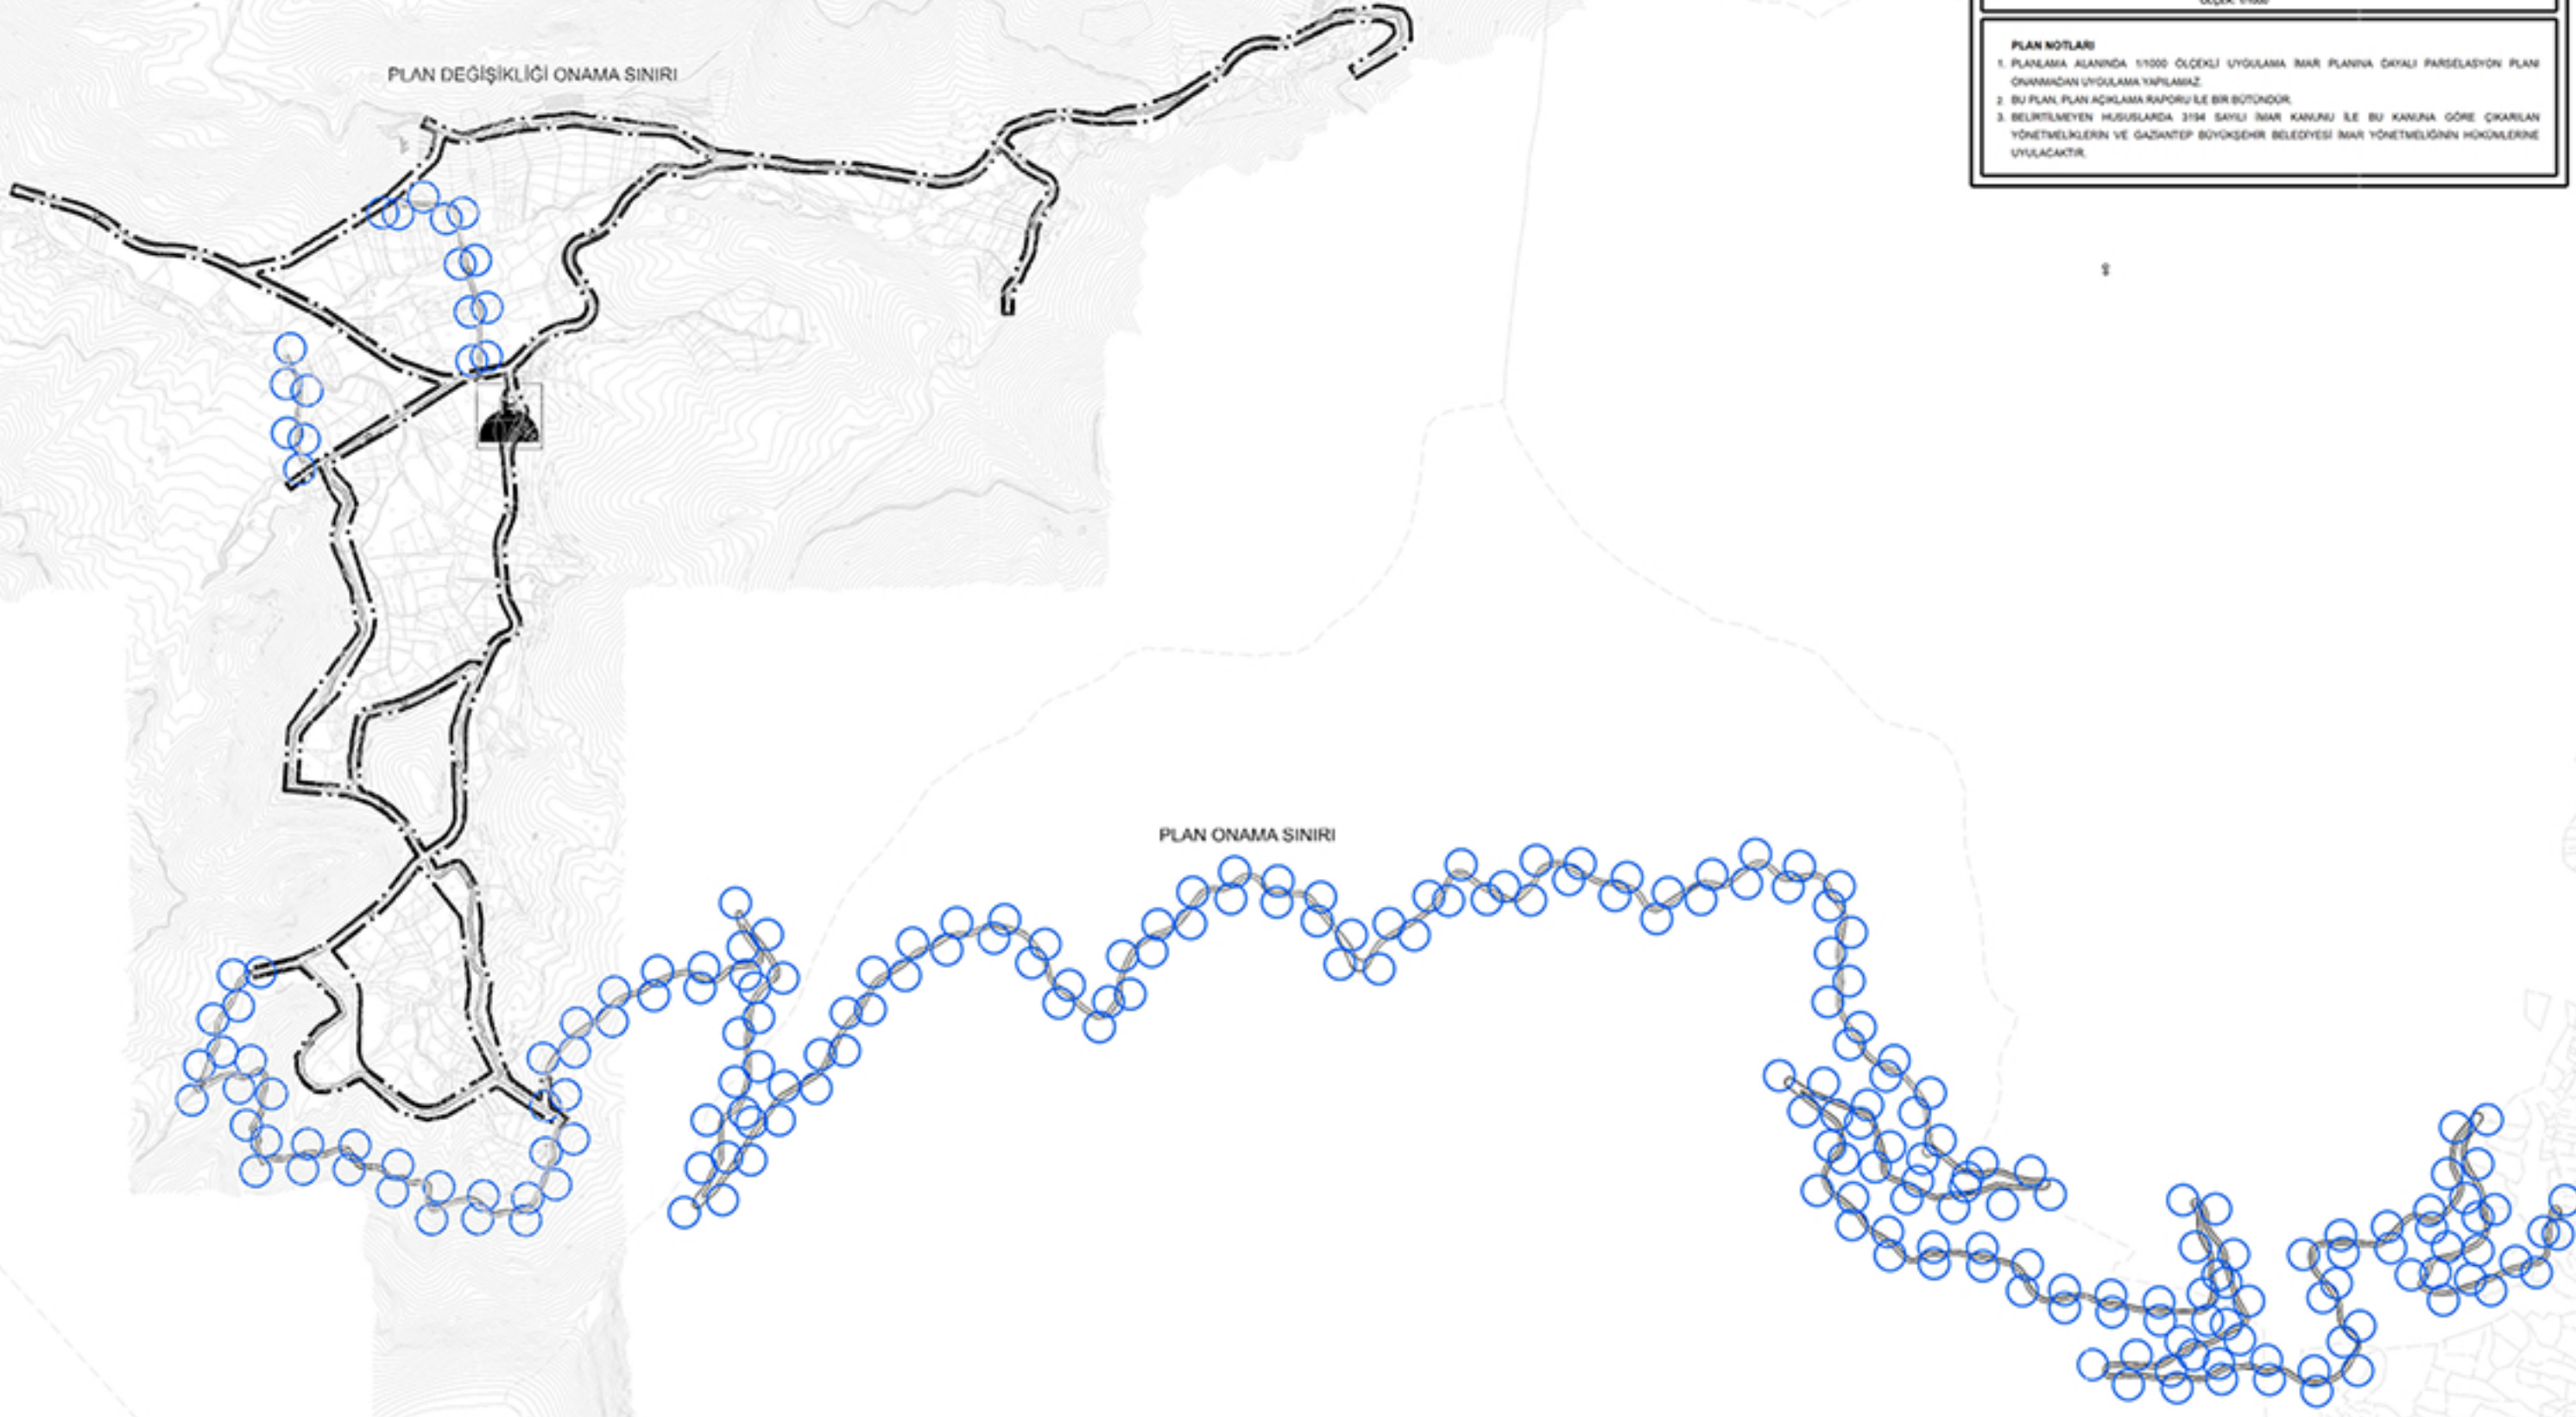 ÖLÇEK: 1/1000
PLAN NOTLARI
1. PLANLAMA ALANINDA 1/1000 ÖLÇEKLİ UYGULAMA İMAR PLANINA DAYALI PARSELASYON PLANI
ONANMADAN UYGULAMA YAPILAMAZ.
2. BU PLAN, PLAN AÇIKLAMA RAPORU İLE BİR BÜTÜNDÜR.
3. BELİRTİLMEYEN HUSUSLARDA 3194 SAYILI İMAR KANUNU İLE BU KANUNA GÖRE ÇIKARILAN
YÖNETMELİKLERİN VE GAZİANTEP BÜYÜKŞEHİR BELEDİYESİ İMAR YÖNETMELİĞİNİN HÜKÜMLERİNE
UYULACAKTIR.
PLAN DEĞİŞİKLİĞİ ONAMA SINIRI
PLAN ONAMA SINIRI